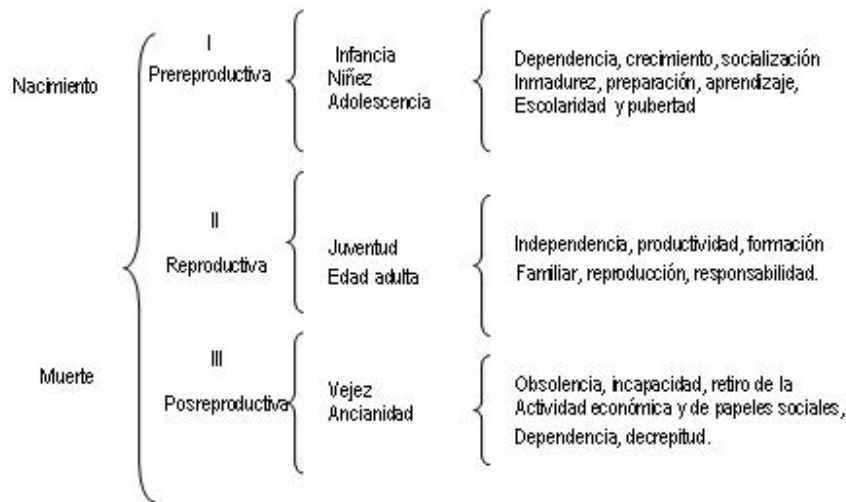 Nacimiento
Muerte
I
Prereproductiva
Infancia
Niñez
Adolescencia
Dependencia, crecimiento, socialización
Inmadurez, preparación, aprendizaje,
Escolaridad y pubertad
II
Reproductiva
Juventud
Edad adulta
Independencia, productividad, formación
Familiar, reproducción, responsabilidad.
III
Posreproductiva
Vejez
Ancianidad
Obsolencia, incapacidad, retiro de la
Actividad económica y de papeles sociales,
Dependencia, decrepitud.